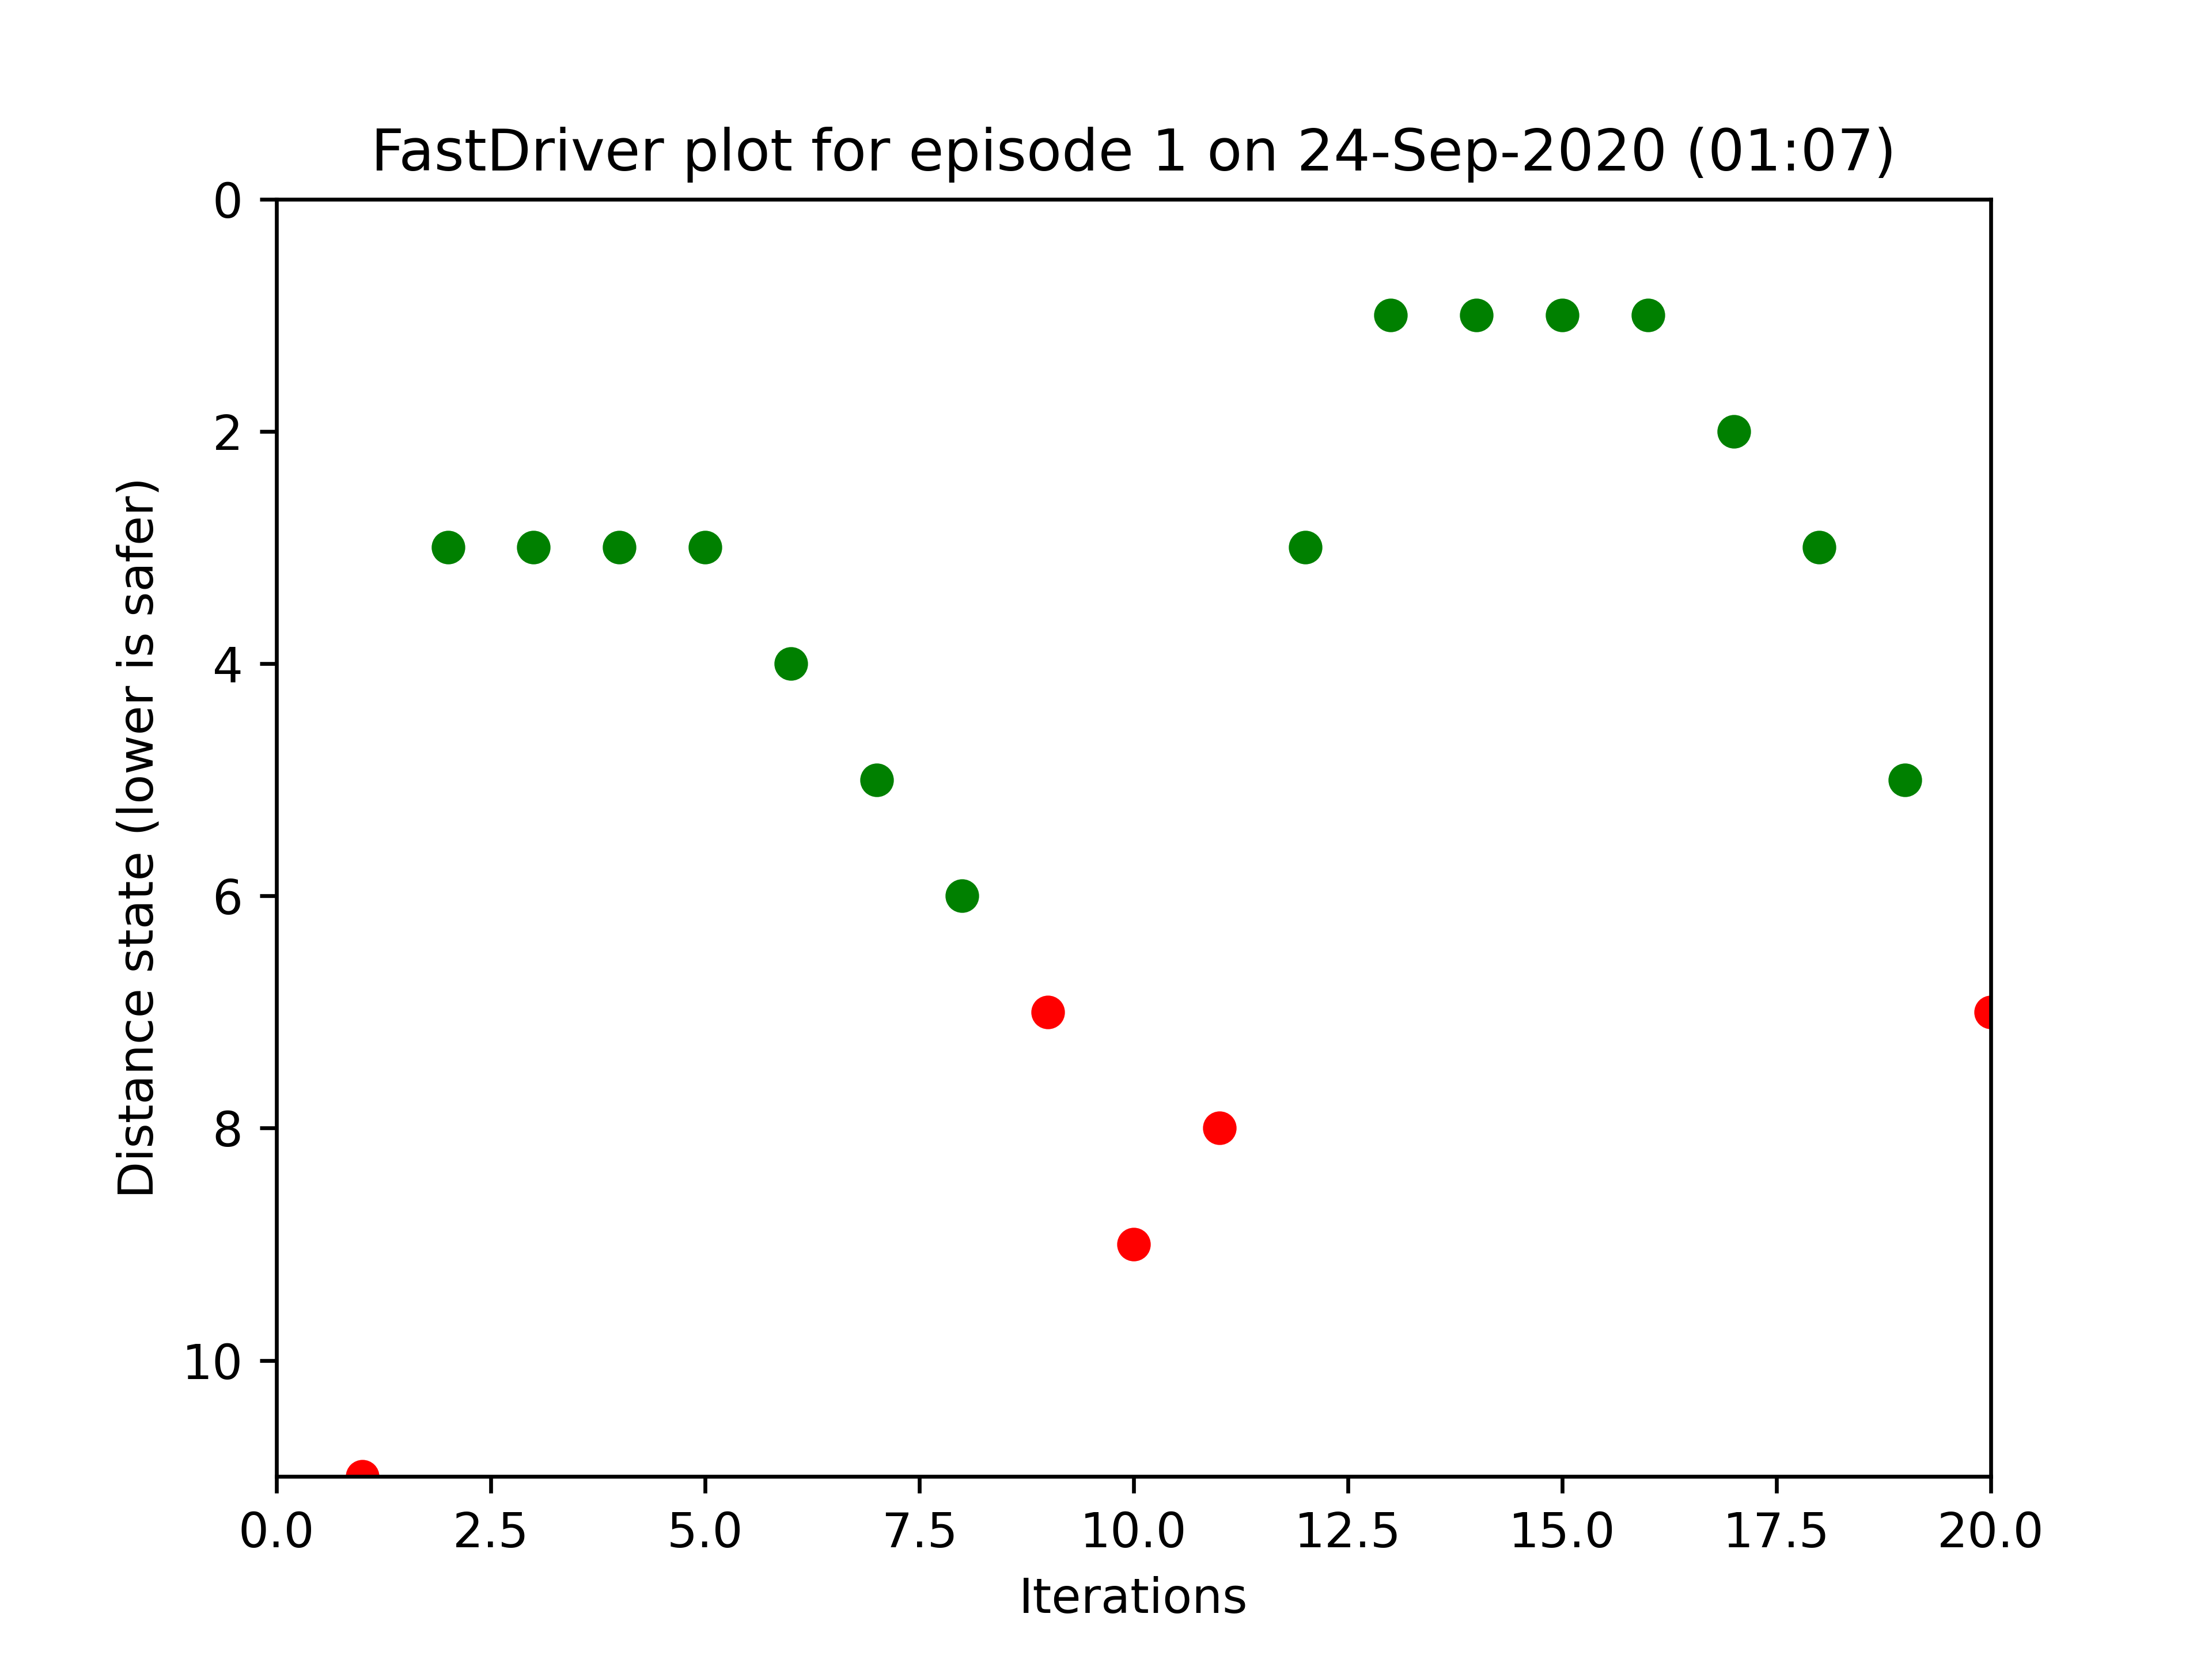 FastDriver plot for episode 1 on 24-Sep-2020 (01:07)
0
2
4
6
8
10
Distance state (lower is safer)
0.0 2.5 5.0 7.5 10.0 12.5 15.0 17.5 20.0
Iterations